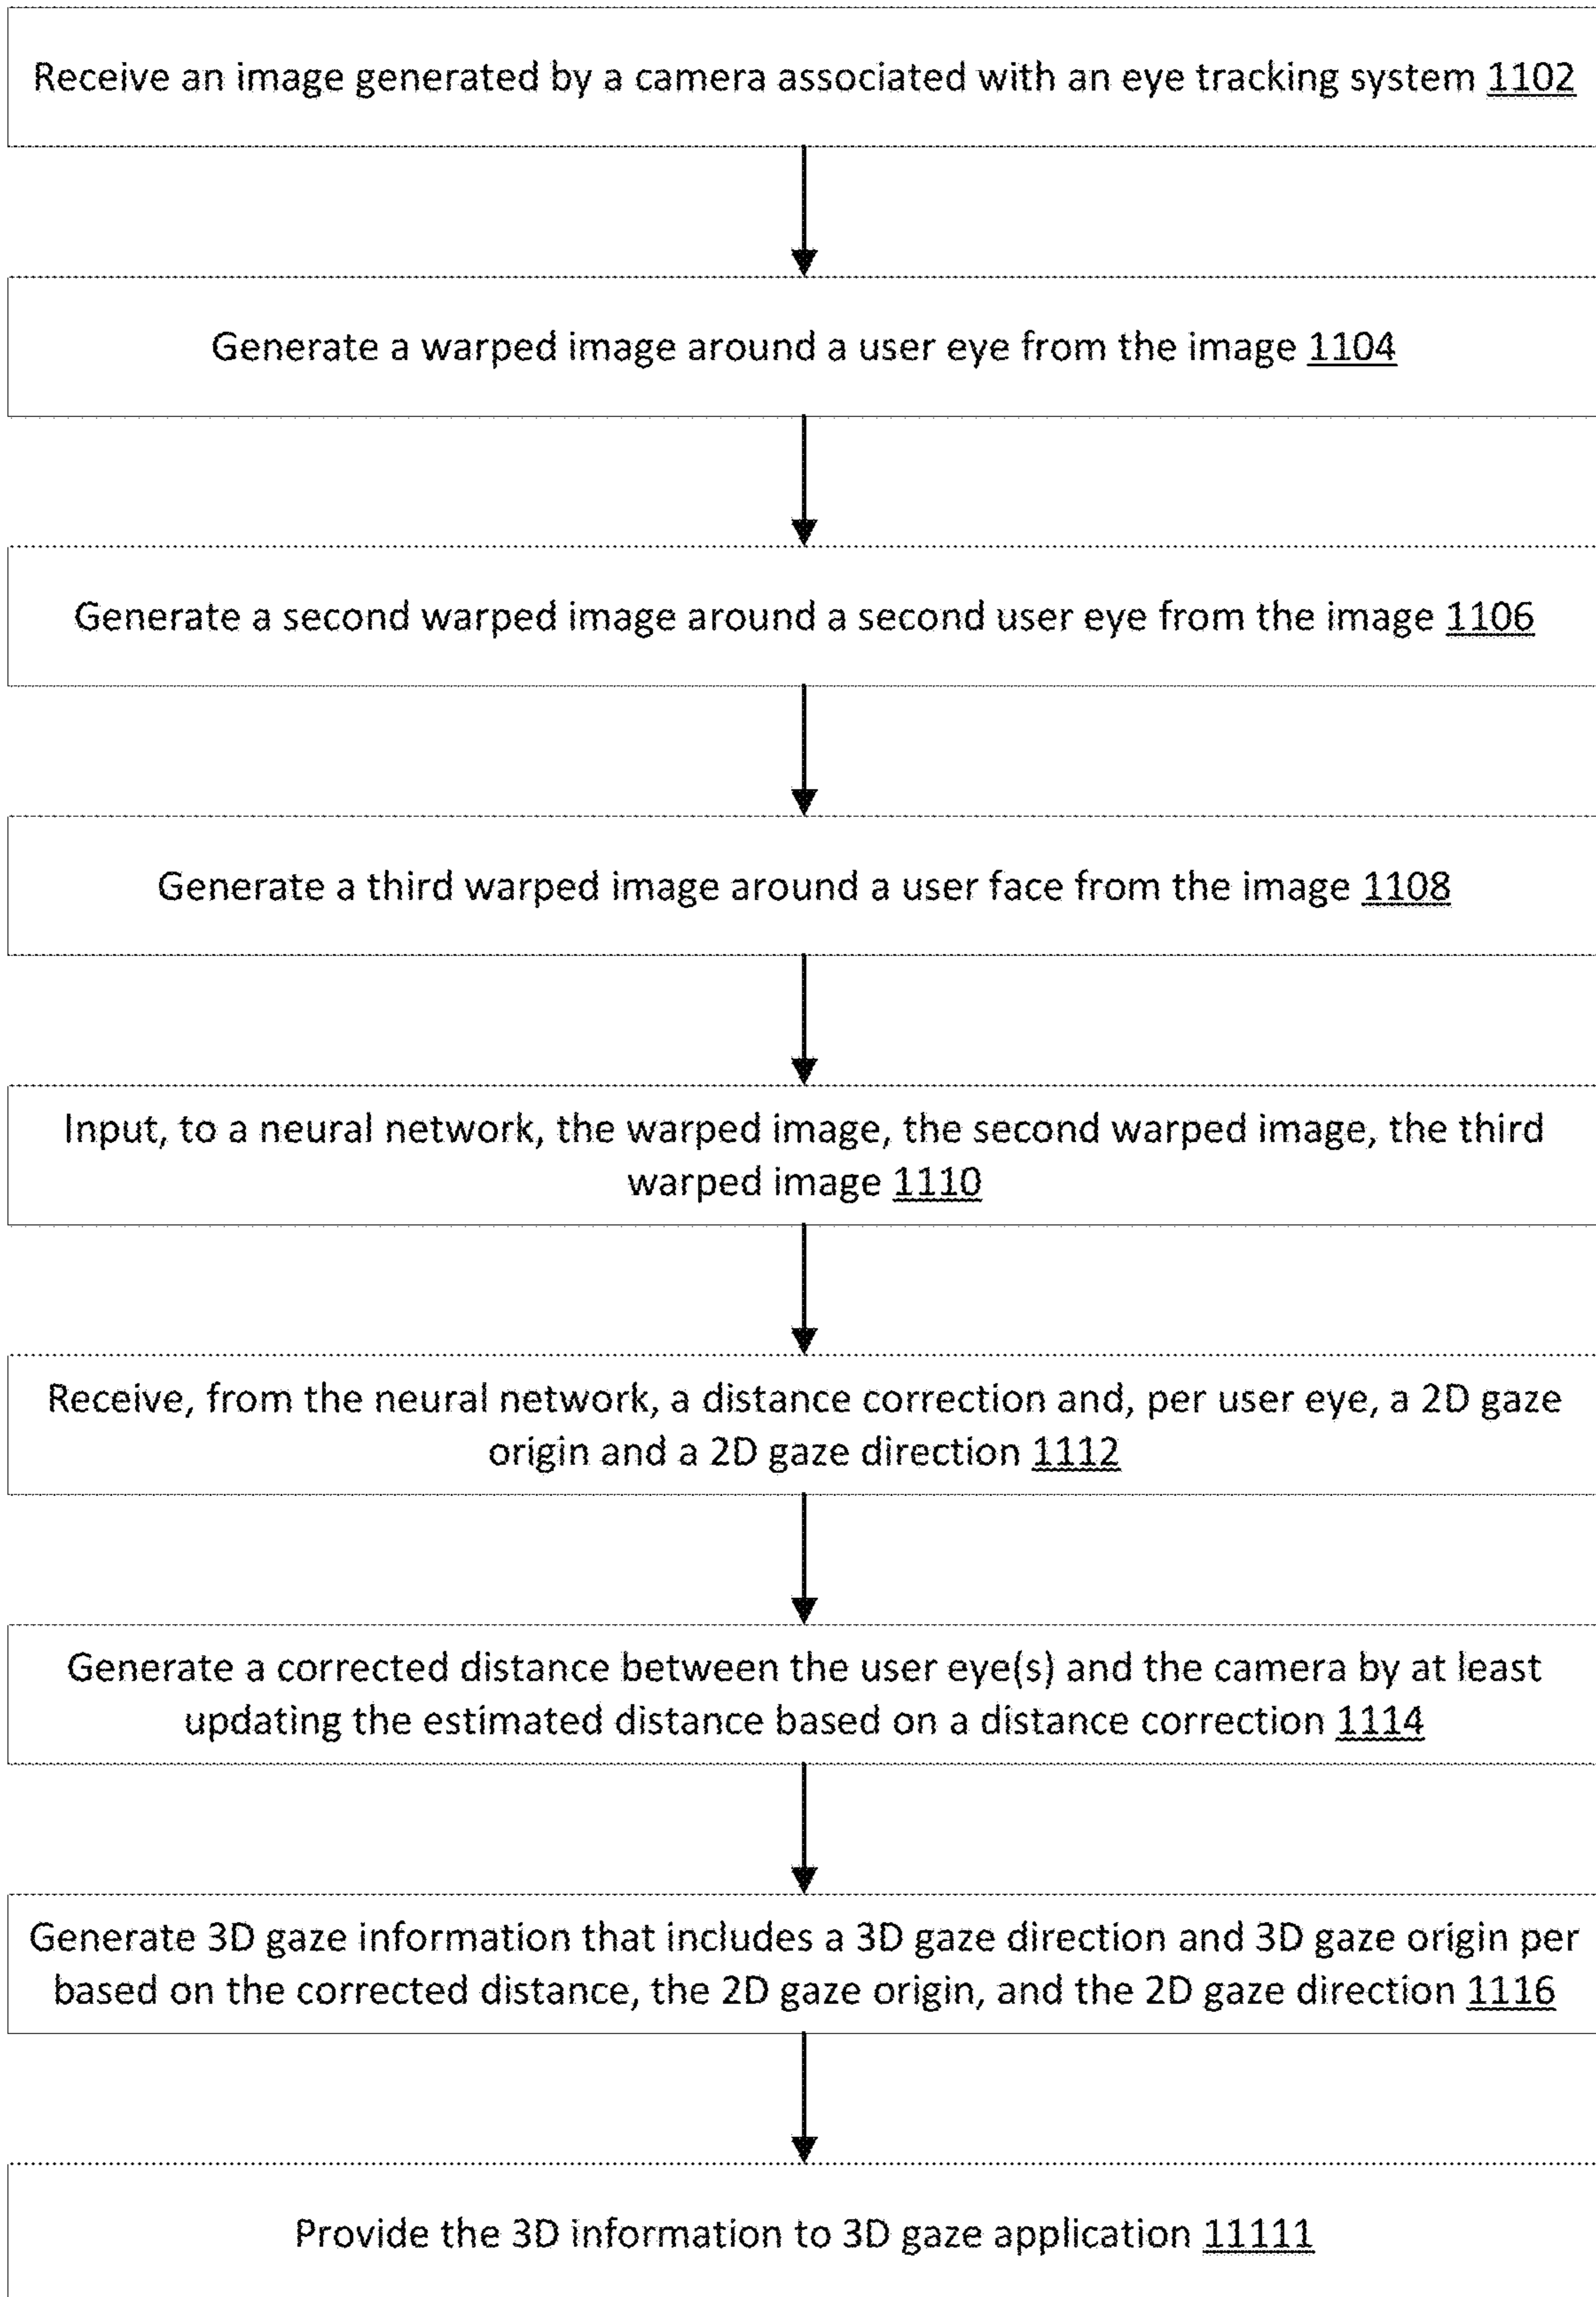 Receive an image generated by a camera associated with an eye tracking system 1102
Generate a warped image around a user eye from the image 1104
Generate a second warped image around a second user eye from the image 1106
Generate a third warped image around a user face from the image 1108
Input, to a neural network, the warped image, the second warped image, the third
warped image 1110
Receive, from the neural network, a distance correction and, per user eye, a 2D gaze
origin and a 2D gaze direction 1112
Generate a corrected distance between the user eye(s) and the camera by at least
updating the estimated distance based on a distance correction 1114
Generate 3D gaze information that includes a 3D gaze direction and 3D gaze origin per
based on the corrected distance, the 2D gaze origin, and the 2D gaze direction 1116
Provide the 3D information to 3D gaze application 11111